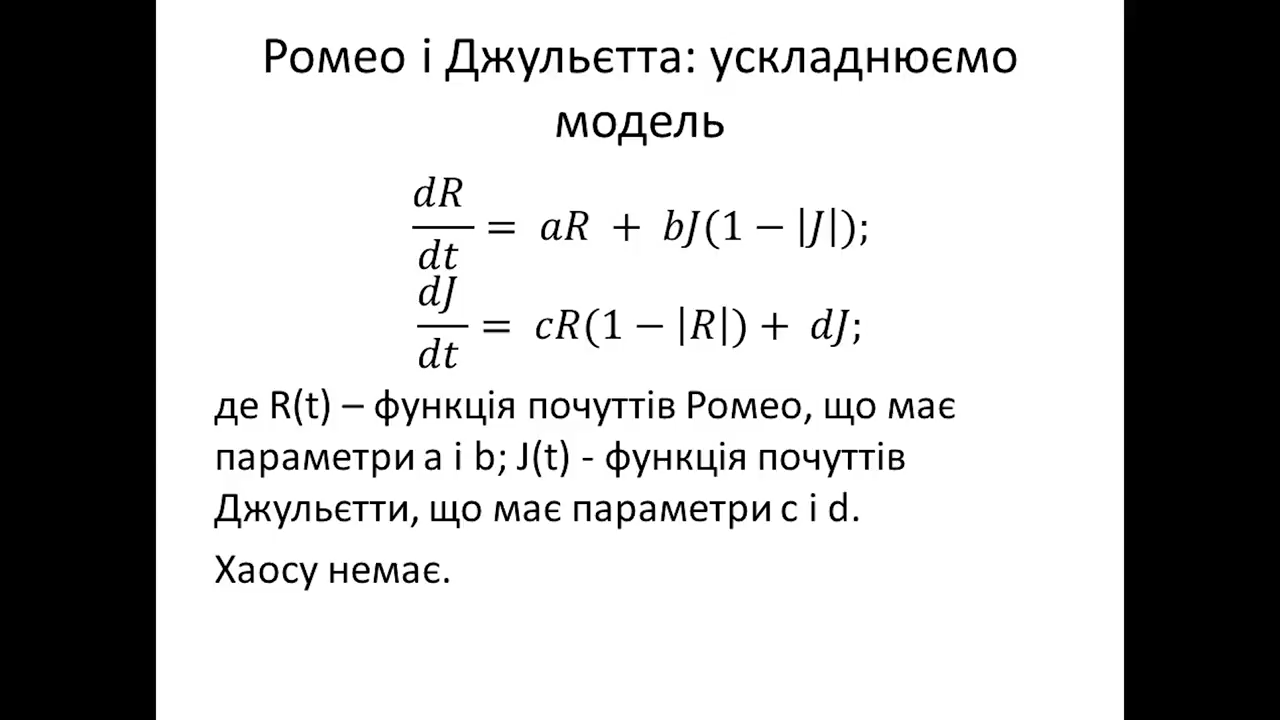 Ромео і Джульєтта: ускладнюємо
модель
dR/dt = aR + bJ(1 − |J|);
dJ/dt = cR(1 − |R|) + dJ;
де R(t) – функція почуттів Ромео, що має
параметри a і b; J(t) - функція почуттів
Джульєтти, що має параметри c і d.
Хаосу немає.